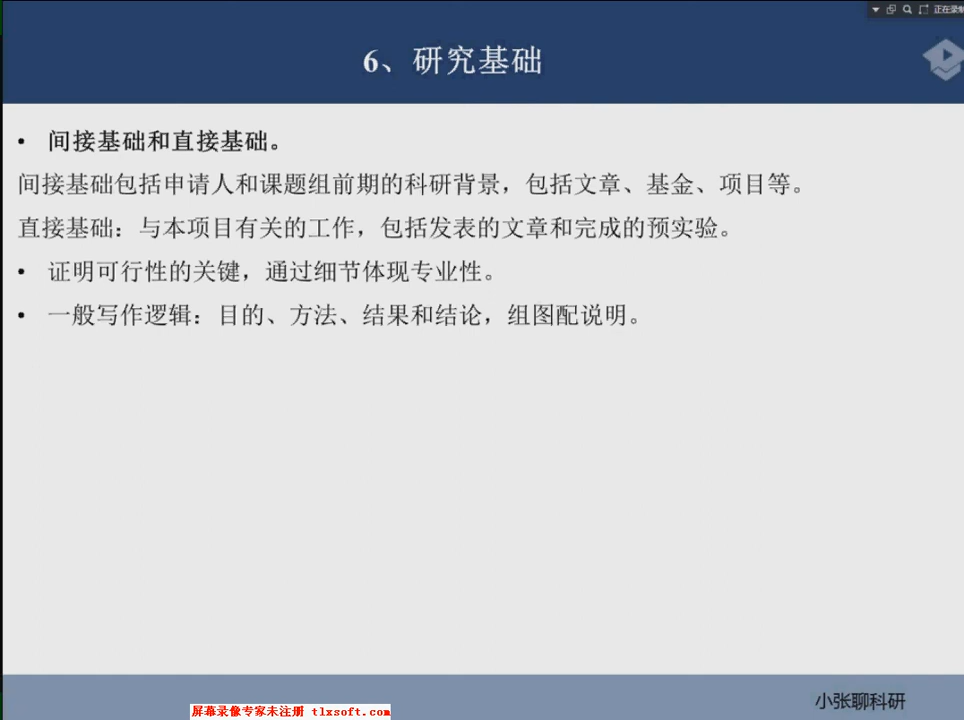 正在录制
6、研究基础
• 间接基础和直接基础。
间接基础包括申请人和课题组前期的科研背景，包括文章、基金、项目等。
直接基础：与本项目有关的工作，包括发表的文章和完成的预实验。
• 证明可行性的关键，通过细节体现专业性。
• 一般写作逻辑：目的、方法、结果和结论，组图配说明。
小张聊科研
屏幕录像专家未注册 tlxsoft.com